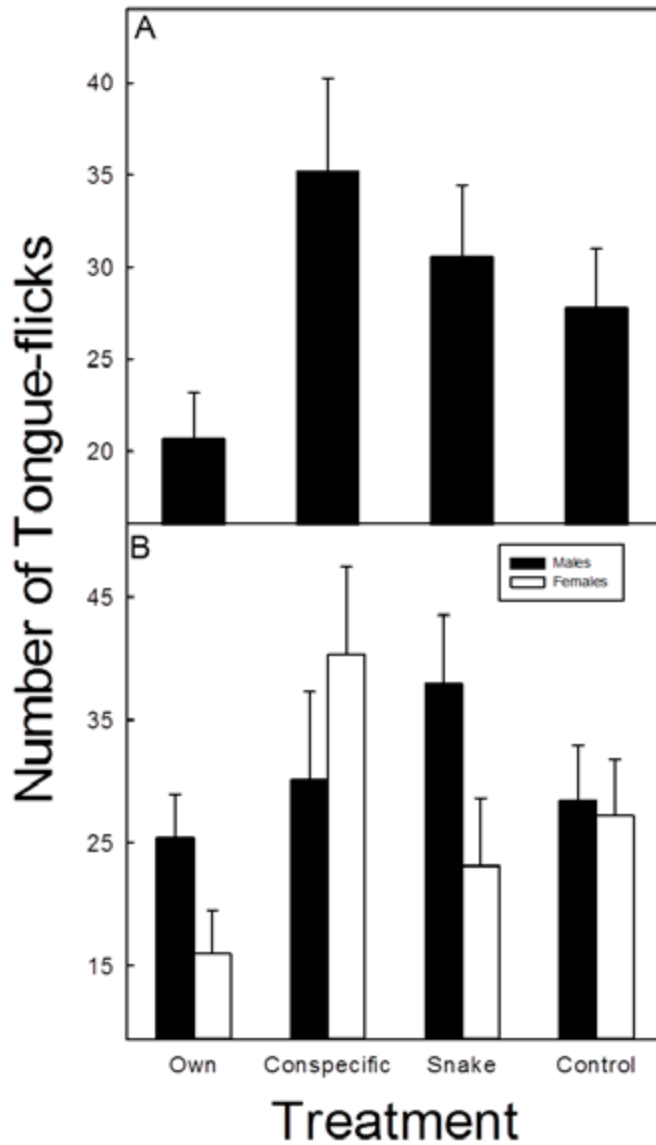 A
40
35
30
25
20
Number of Tongue-flicks
B
Males
Females
45
35
25
15
Own Conspecific Snake Control
Treatment